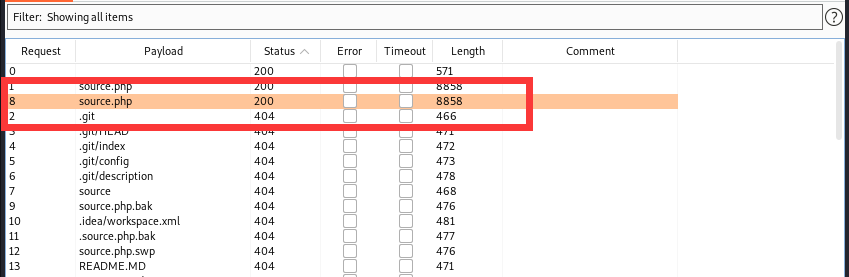 Filter: Showing all items ?
Request Payload Status Error Timeout Length Comment
0 200 571
1 source.php 200 8858
8 source.php 200 8858
2 .git 404 466
3 .git/HEAD 404 471
4 .git/index 404 472
5 .git/config 404 473
6 .git/description 404 478
7 source 404 468
9 source.php.bak 404 476
10 .idea/workspace.xml 404 481
11 .source.php.bak 404 477
12 source.php.swp 404 476
13 README.MD 404 471